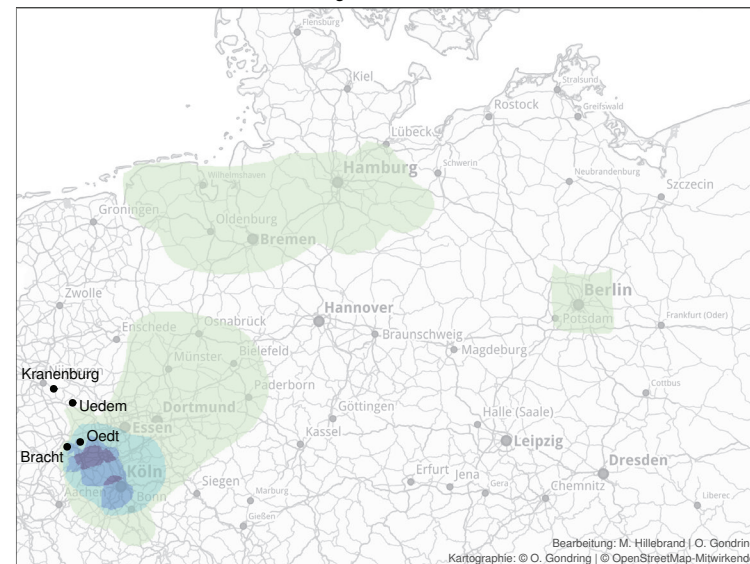 Flensburg
Kiel
Stralsund
Rostock
Greifswald
Lübeck
Hamburg
Schwerin
Wilhelmshaven
Neubrandenburg
Szczecin
Groningen
Oldenburg
Bremen
Zwolle
Berlin
Hannover
Frankfurt (Oder)
Enschede
Osnabrück
Potsdam
Braunschweig
Bielefeld
Magdeburg
Münster
Kranenburg
Paderborn
Cottbus
Uedem
Dortmund
Göttingen
Halle (Saale)
Essen
Oedt
Kassel
Leipzig
Bracht
Köln
Erfurt
Jena
Dresden
Siegen
Gera
Chemnitz
Aachen
Bonn
Marburg
Liberec
Gießen
Bearbeitung: M. Hillebrand | O. Gondrin
Kartographie: © O. Gondring | © OpenStreetMap-Mitwirkend